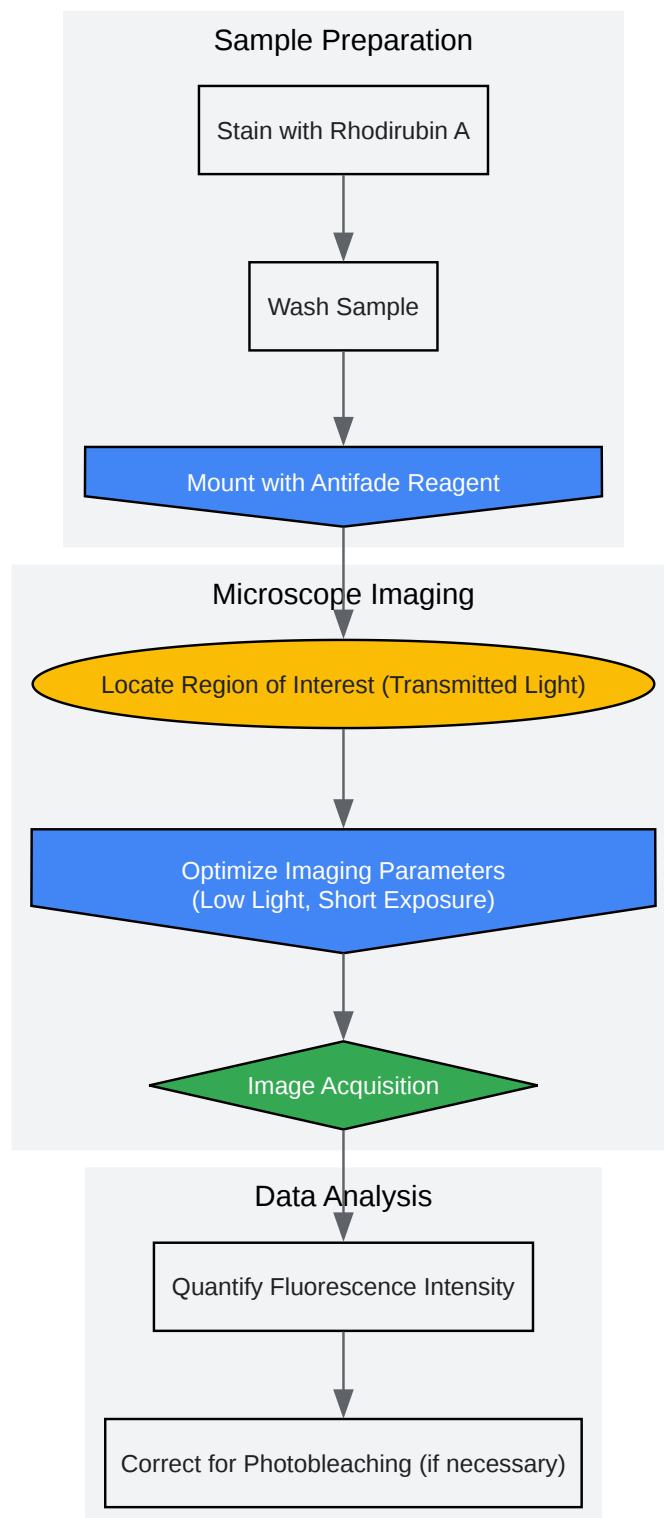 Sample Preparation
Stain with Rhodirubin A
Wash Sample
Mount with Antifade Reagent
Microscope Imaging
Locate Region of Interest (Transmitted Light)
Optimize Imaging Parameters
(Low Light, Short Exposure)
Image Acquisition
Data Analysis
Quantify Fluorescence Intensity
Correct for Photobleaching (if necessary)